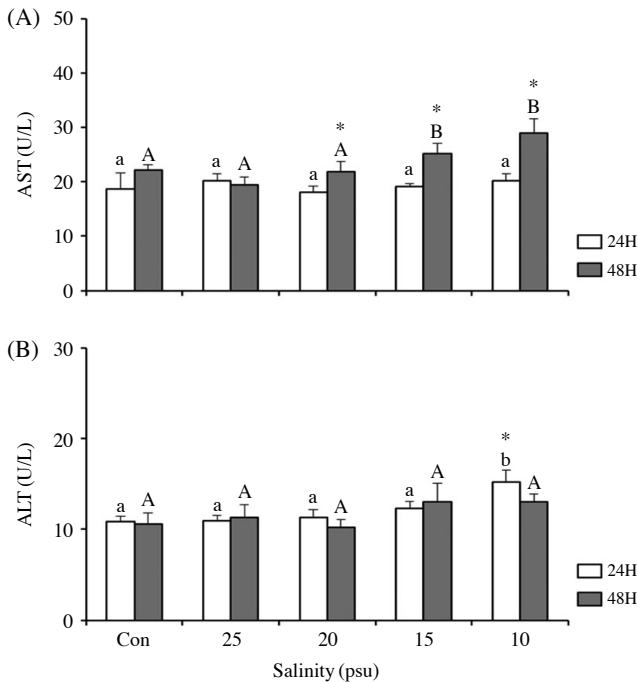 (A)
50
40
30
20
10
0
AST (U/L)
a A
a A
a
*
A
a
*
B
a
*
B
24H
48H
(B)
30
20
10
0
ALT (U/L)
a A
a A
a A
a A
*
b
A
24H
48H
Con 25 20 15 10
Salinity (psu)